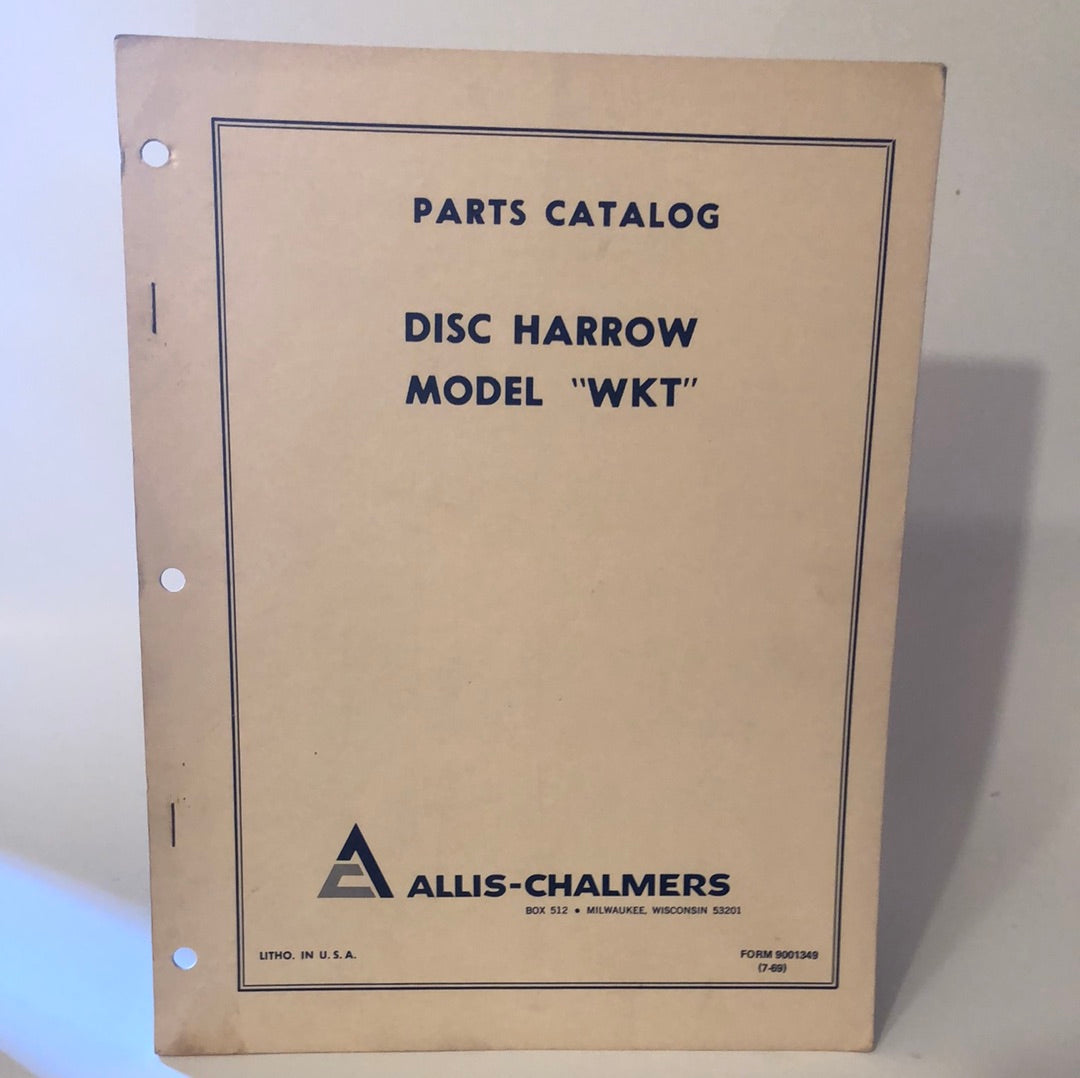 PARTS CATALOG
DISC HARROW
MODEL "WKT"
ALLIS-CHALMERS
BOX 512 • MILWAUKEE, WISCONSIN 53201
LITHO. IN U.S.A.
FORM 9001349
(7-69)